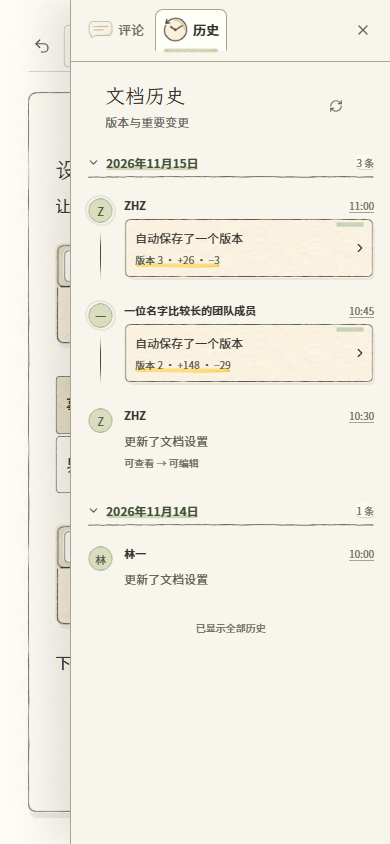 评论
历史
文档历史
版本与重要变更
2026年11月15日 3 条
Z ZHZ 11:00
自动保存了一个版本
版本 3 · +26 · −3
一 一位名字比较长的团队成员 10:45
自动保存了一个版本
版本 2 · +148 · −29
Z ZHZ 10:30
更新了文档设置
可查看 → 可编辑
2026年11月14日 1 条
林 林一 10:00
更新了文档设置
已显示全部历史
让
下